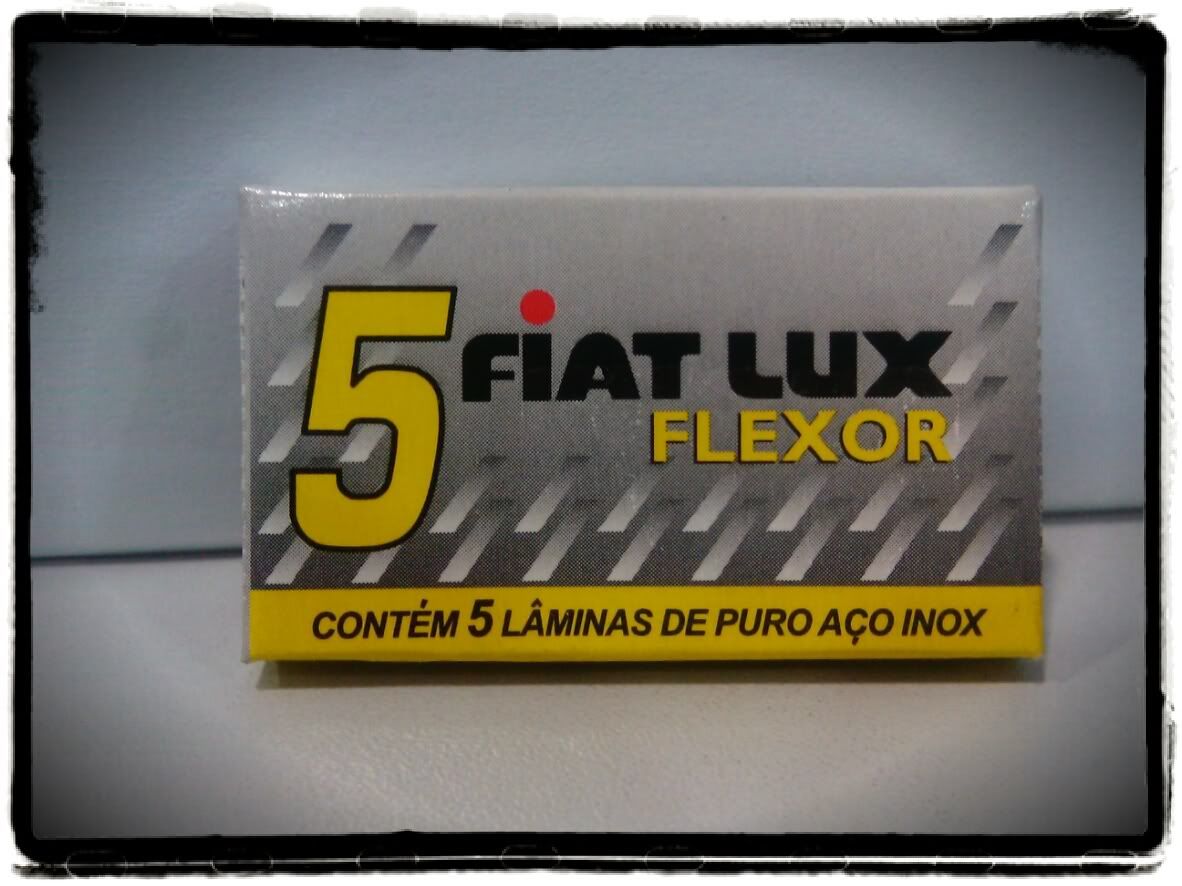 5 FiAT LUX
FLEXOR
CONTÉM 5 LÂMINAS DE PURO AÇO INOX